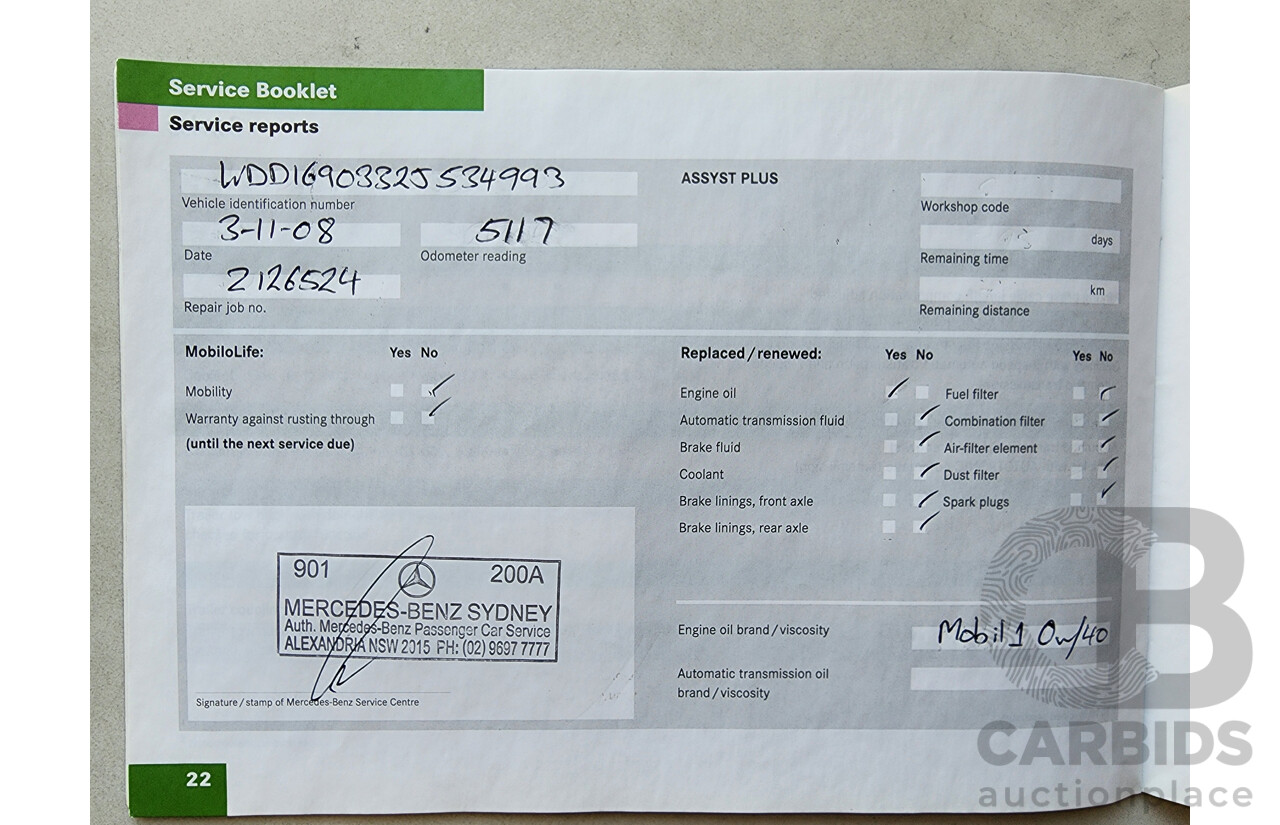 Service Booklet
Service reports
WDD1690332J534993
Vehicle identification number
3-11-08
Date
5117
Odometer reading
2126524
Repair job no.
ASSYST PLUS
Workshop code
days
Remaining time
km
Remaining distance
MobiloLife: Yes No
Mobility
Warranty against rusting through
(until the next service due)
Replaced/renewed: Yes No Yes No
Engine oil Fuel filter
Automatic transmission fluid Combination filter
Brake fluid Air-filter element
Coolant Dust filter
Brake linings, front axle Spark plugs
Brake linings, rear axle
901 200A
MERCEDES-BENZ SYDNEY
Auth. Mercedes-Benz Passenger Car Service
ALEXANDRIA NSW 2015 PH: (02) 9697 7777
Signature/stamp of Mercedes-Benz Service Centre
Engine oil brand/viscosity Mobil 1 0w/40
Automatic transmission oil
brand/viscosity
22
CB
CARBIDS
auctionplace